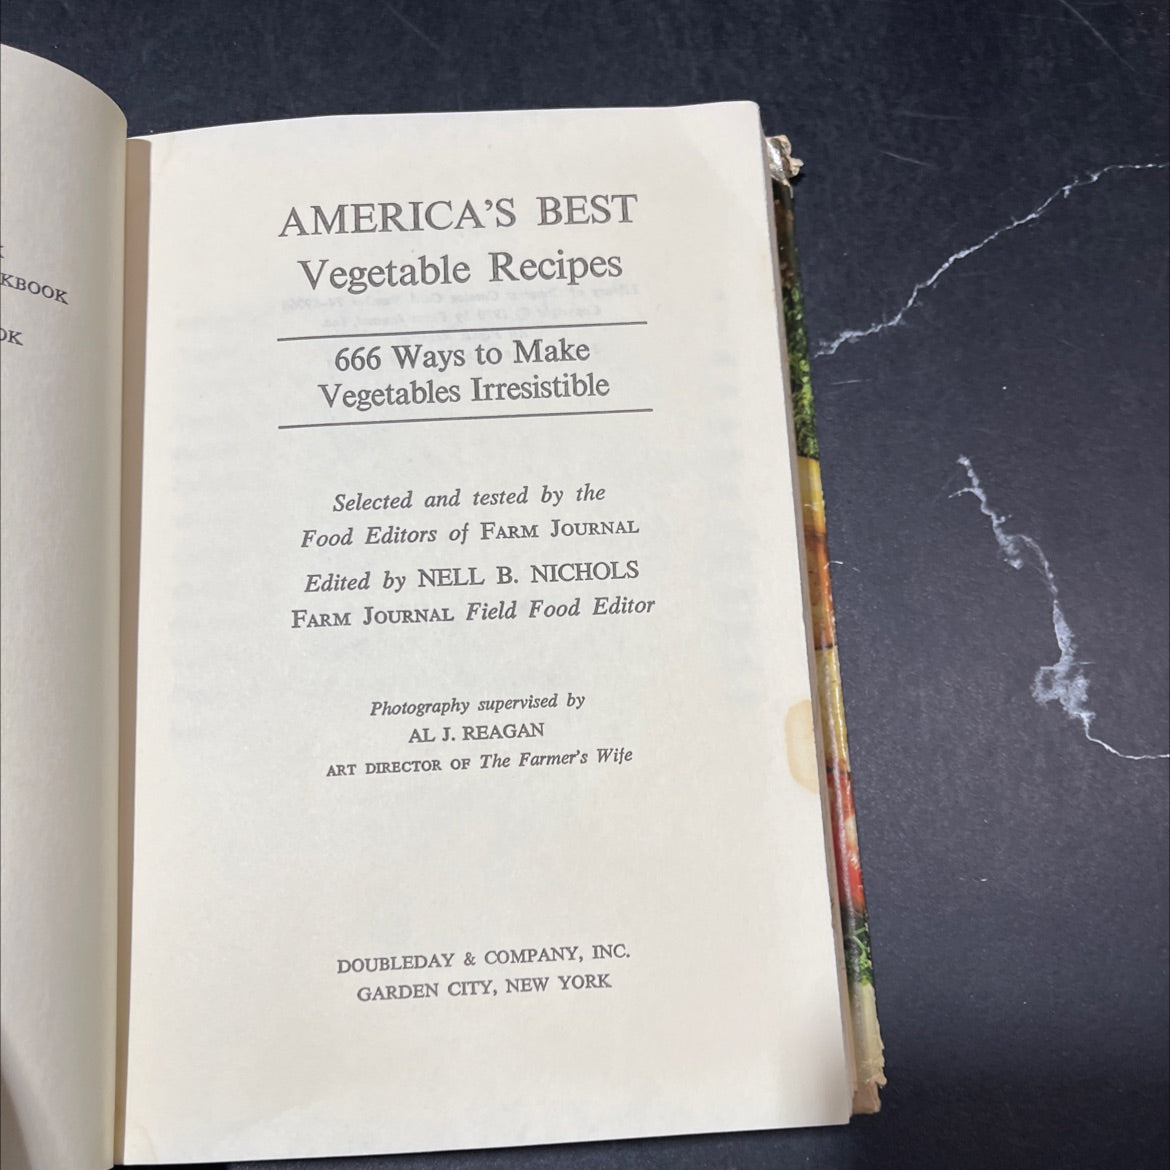 KBOOK
OK
AMERICA'S BEST
Vegetable Recipes
666 Ways to Make
Vegetables Irresistible
Selected and tested by the
Food Editors of FARM JOURNAL
Edited by NELL B. NICHOLS
FARM JOURNAL Field Food Editor
Photography supervised by
AL J. REAGAN
ART DIRECTOR OF The Farmer's Wife
DOUBLEDAY & COMPANY, INC.
GARDEN CITY, NEW YORK